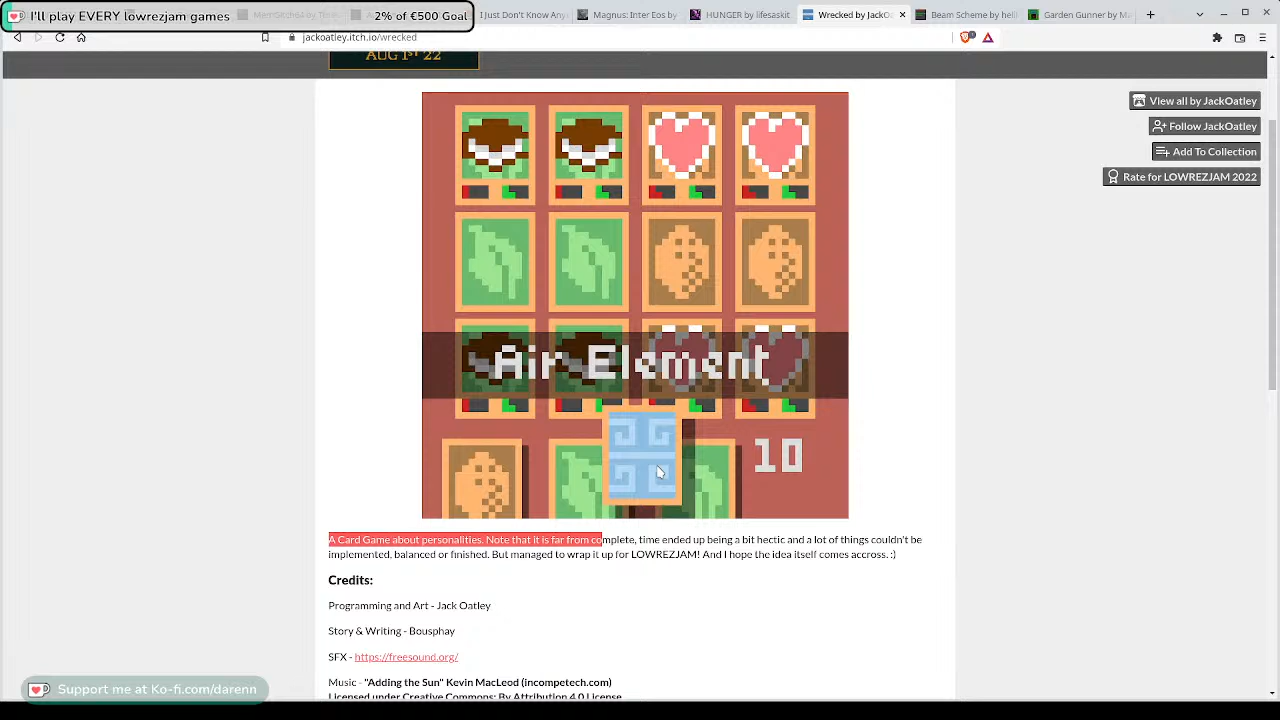 I'll play EVERY lowrezjam games
2% of €500 Goal
I Just Don't Know Any
Magnus: Inter Eos by
HUNGER by lifesaskit
Wrecked by JackO
Beam Scheme by helli
Garden Gunner by Ma
jackoatley.itch.io/wrecked
AUG 1ST 22
View all by JackOatley
Follow JackOatley
Add To Collection
Rate for LOWREZJAM 2022
Air Element
10
A Card Game about personalities. Note that it is far from complete, time ended up being a bit hectic and a lot of things couldn't be
implemented, balanced or finished. But managed to wrap it up for LOWREZJAM! And I hope the idea itself comes accross. :)
Credits:
Programming and Art - Jack Oatley
Story & Writing - Bousphay
SFX - https://freesound.org/
Music - "Adding the Sun" Kevin MacLeod (incompetech.com)
Licensed under Creative Commons: By Attribution 4.0 License
Support me at Ko-fi.com/darenn